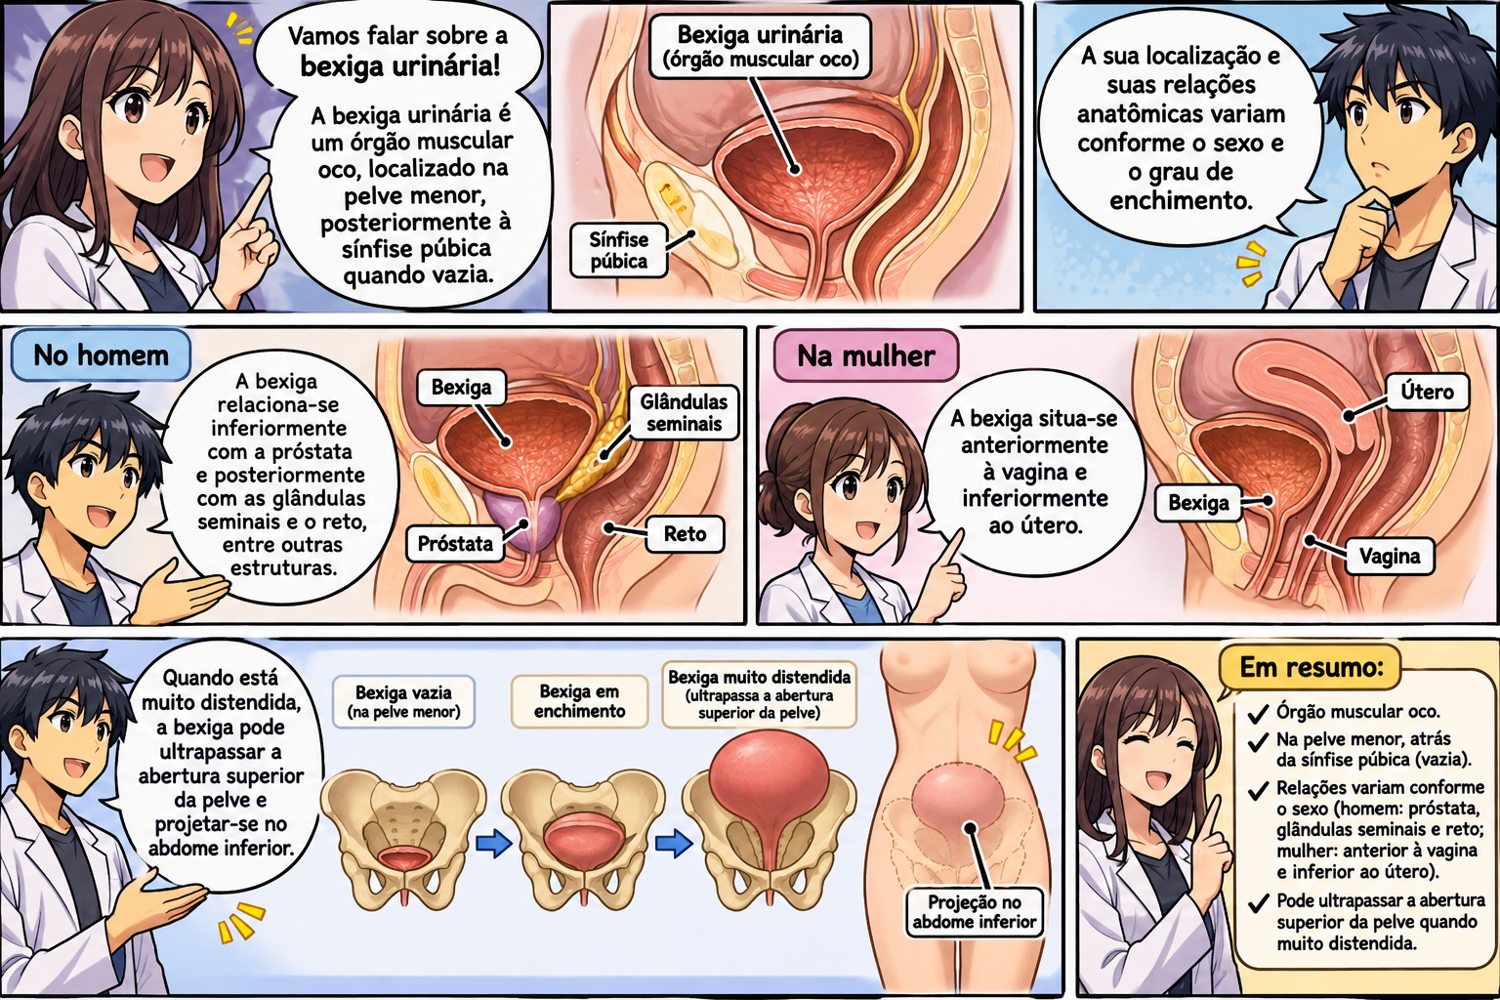 Vamos falar sobre a
bexiga urinária!
A bexiga urinária é
um órgão muscular
oco, localizado na
pelve menor,
posteriormente à
sínfise púbica
quando vazia.
Bexiga urinária
(órgão muscular oco)
Sínfise
púbica
A sua localização e
suas relações
anatômicas variam
conforme o sexo e
o grau de
enchimento.
No homem
A bexiga
relaciona-se
inferiormente
com a próstata
e posteriormente
com as glândulas
seminais e o reto,
entre outras
estruturas.
Bexiga
Glândulas
seminais
Próstata
Reto
Na mulher
A bexiga situa-se
anteriormente
à vagina e
inferiormente
ao útero.
Útero
Bexiga
Vagina
Quando está
muito distendida,
a bexiga pode
ultrapassar a
abertura superior
da pelve e
projetar-se no
abdome inferior.
Bexiga vazia
(na pelve menor)
Bexiga em
enchimento
Bexiga muito distendida
(ultrapassa a abertura
superior da pelve)
Projeção no
abdome inferior
Em resumo:
✓ Órgão muscular oco.
✓ Na pelve menor, atrás
da sínfise púbica (vazia).
✓ Relações variam conforme
o sexo (homem: próstata,
glândulas seminais e reto;
mulher: anterior à vagina
e inferior ao útero).
✓ Pode ultrapassar a abertura
superior da pelve quando
muito distendida.